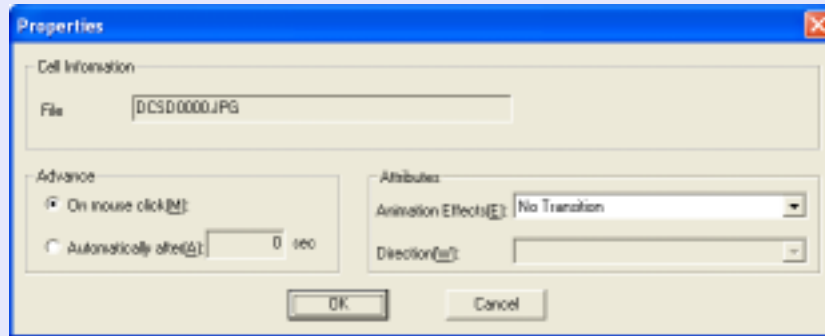 Properties
Cell Information
File DCSD0000.JPG
Advance
On mouse click[M]:
Automatically after[A]: 0 sec
Attributes
Animation Effects[E]: No Transition
Direction[w]:
OK Cancel